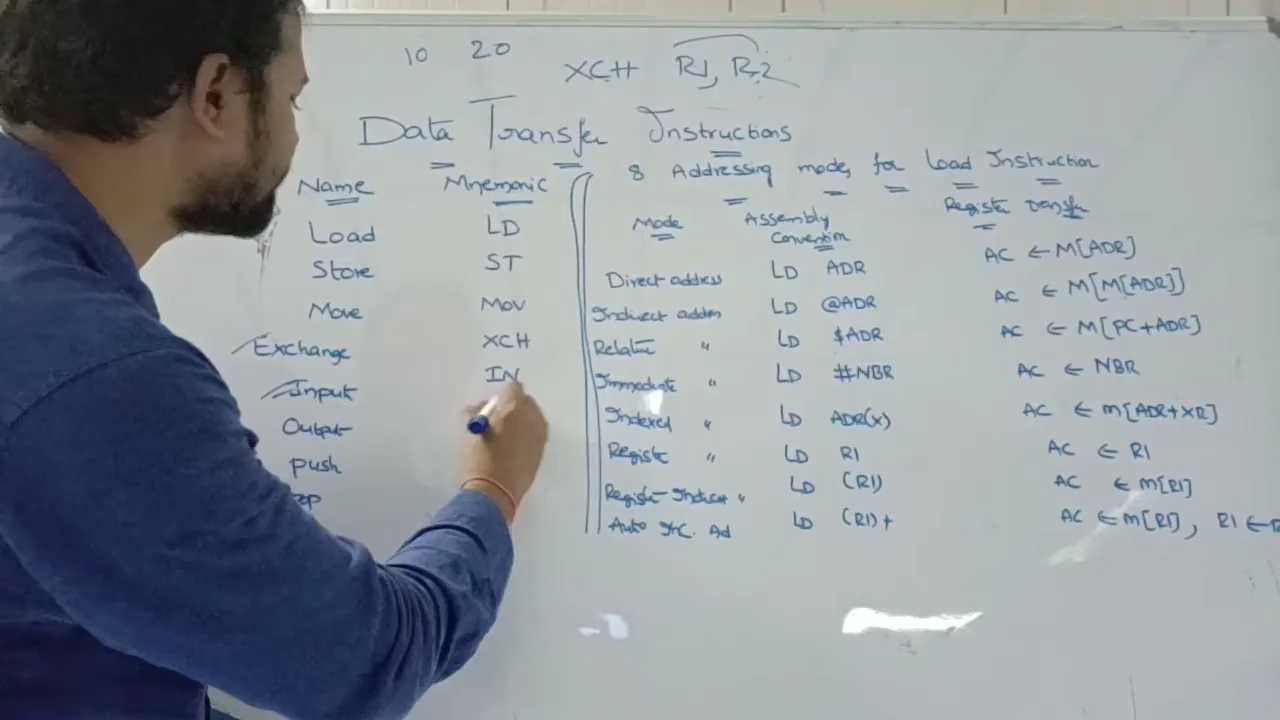 10 20
XCH R1, R2
Data Transfer Instructions
8 Addressing modes for Load Instruction
Name Mnemonic
Mode Assembly Convention Register Transfer
Load LD
Store ST
Move MOV
Exchange XCH
Input IN
Output
Push
Direct address LD ADR AC ← M[ADR]
Indirect addres LD @ADR AC ← M[M[ADR]]
Relative " LD $ADR AC ← M[PC+ADR]
Immediate " LD #NBR AC ← NBR
Indexed " LD ADR(X) AC ← M[ADR+XR]
Register " LD R1 AC ← R1
Register Indirect " LD (R1) AC ← M[R1]
Auto Inc. Ad LD (R1)+ AC ← M[R1], R1 ←